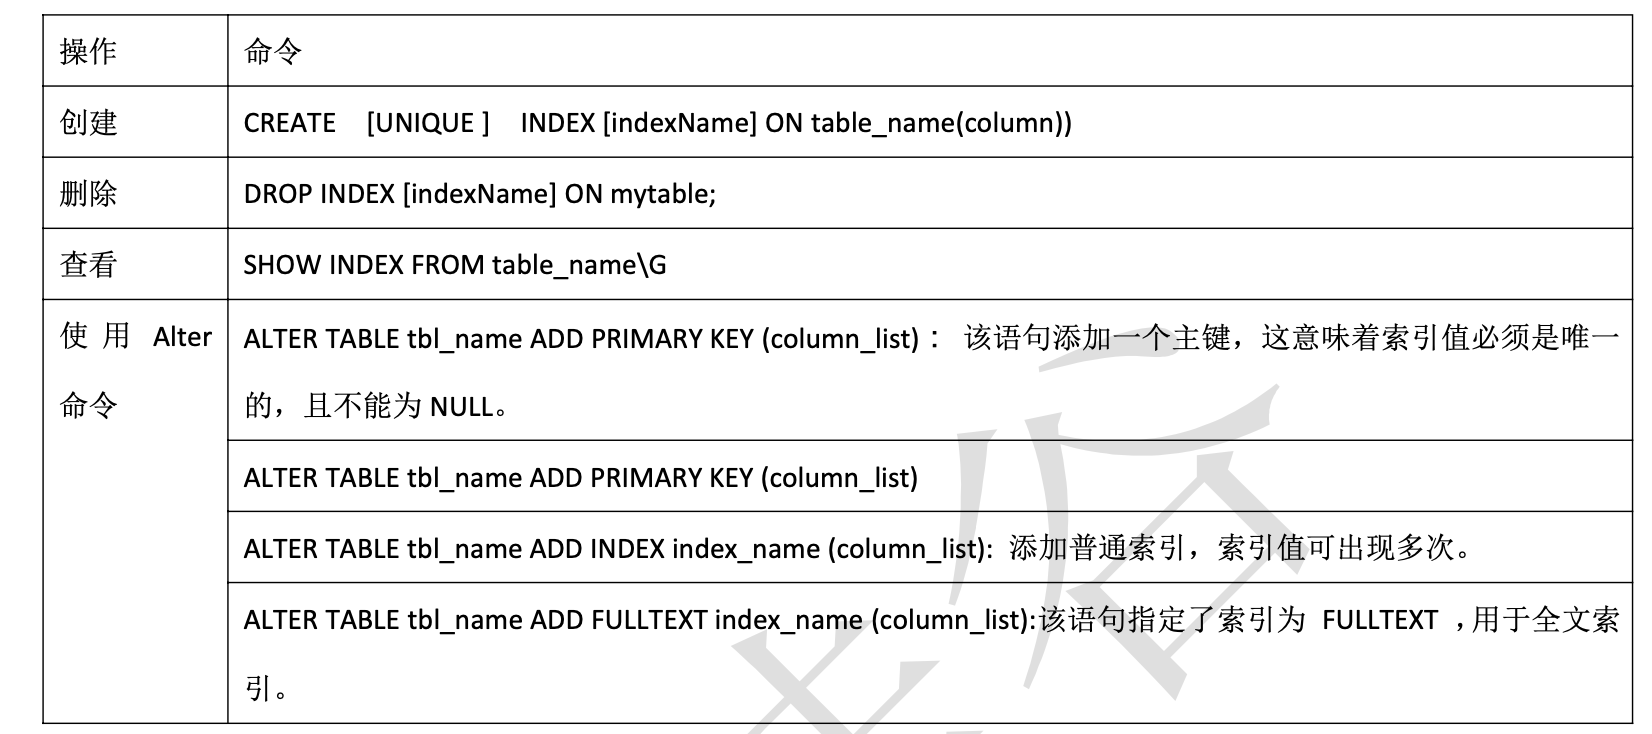 操作 命令
创建 CREATE [UNIQUE ] INDEX [indexName] ON table_name(column))
删除 DROP INDEX [indexName] ON mytable;
查看 SHOW INDEX FROM table_name\G
使用 Alter ALTER TABLE tbl_name ADD PRIMARY KEY (column_list)： 该语句添加一个主键，这意味着索引值必须是唯一
命令 的，且不能为 NULL。
ALTER TABLE tbl_name ADD PRIMARY KEY (column_list)
ALTER TABLE tbl_name ADD INDEX index_name (column_list): 添加普通索引，索引值可出现多次。
ALTER TABLE tbl_name ADD FULLTEXT index_name (column_list):该语句指定了索引为 FULLTEXT ，用于全文索
引。